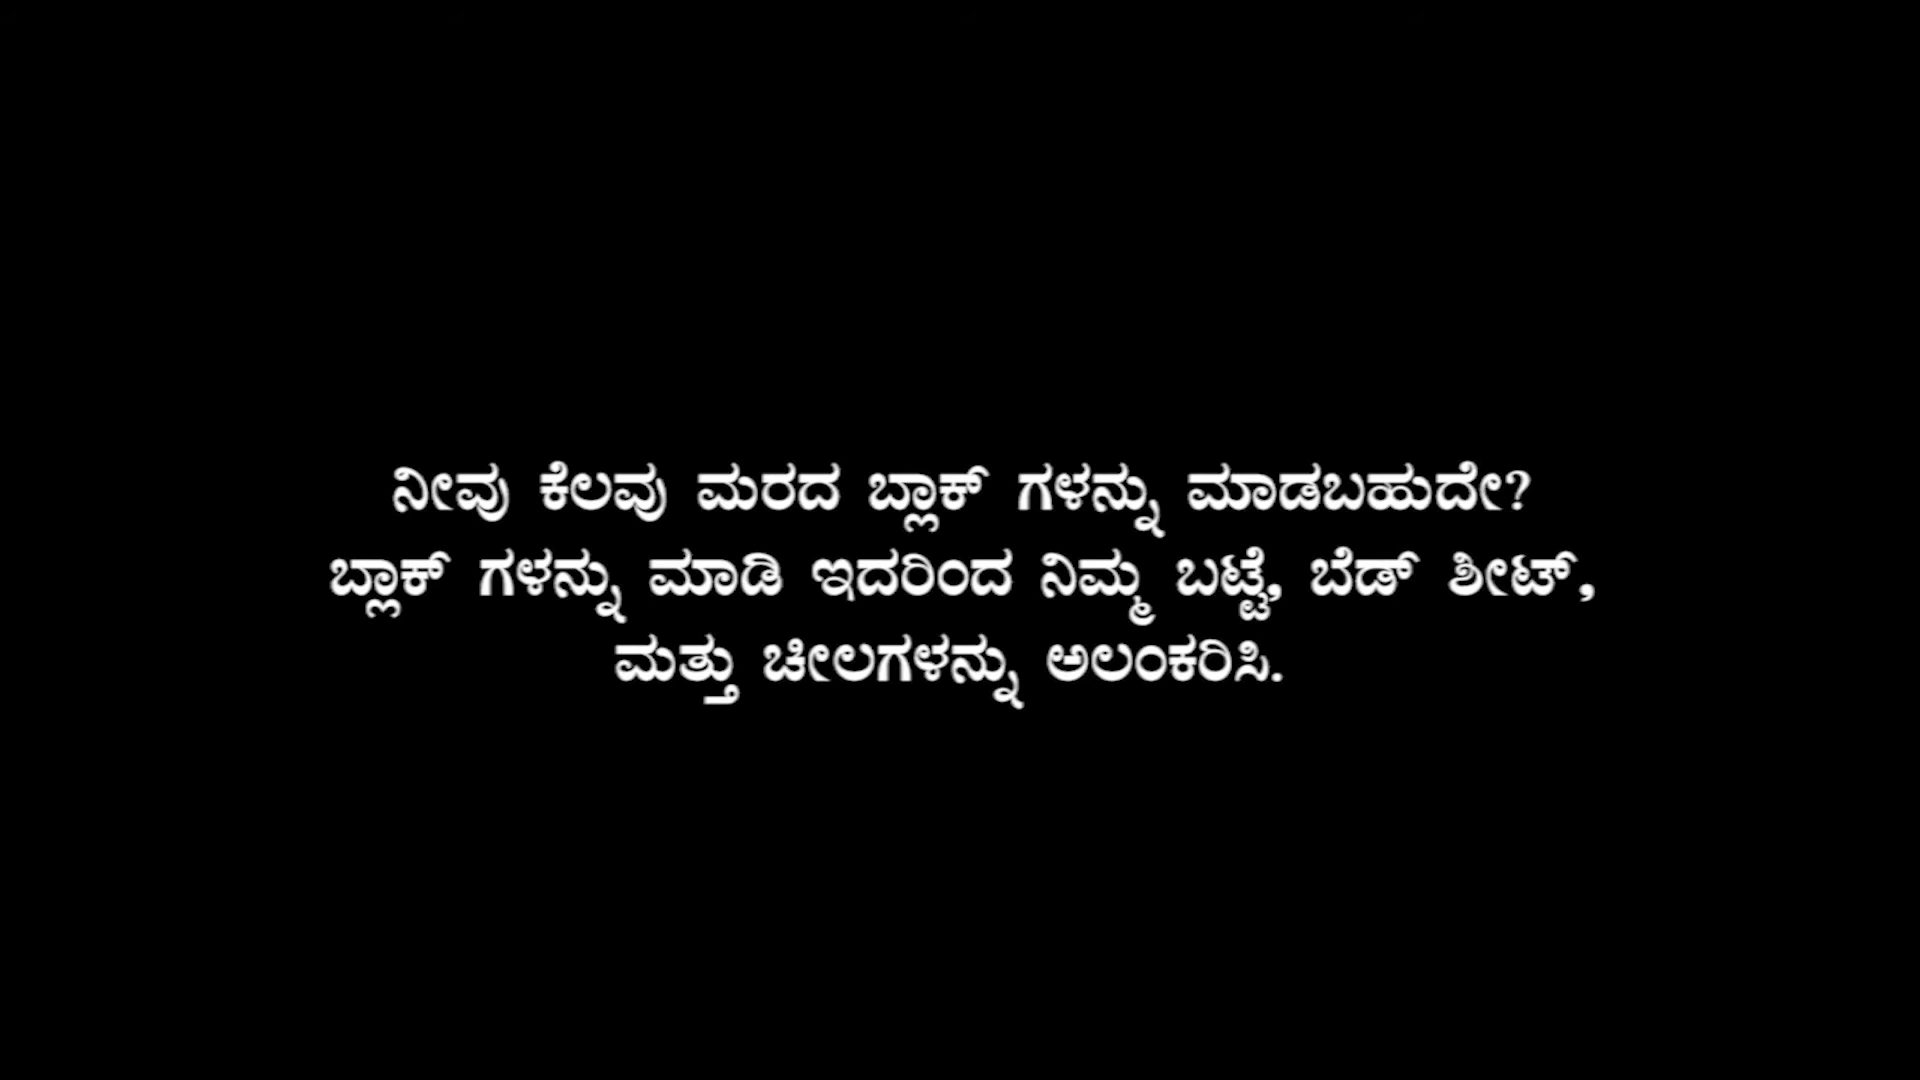 ನೀವು ಕೆಲವು ಮರದ ಬ್ಲಾಕ್ ಗಳನ್ನು ಮಾಡಬಹುದೇ?
ಬ್ಲಾಕ್ ಗಳನ್ನು ಮಾಡಿ ಇದರಿಂದ ನಿಮ್ಮ ಬಟ್ಟೆ, ಬೆಡ್ ಶೀಟ್,
ಮತ್ತು ಚೀಲಗಳನ್ನು ಅಲಂಕರಿಸಿ.